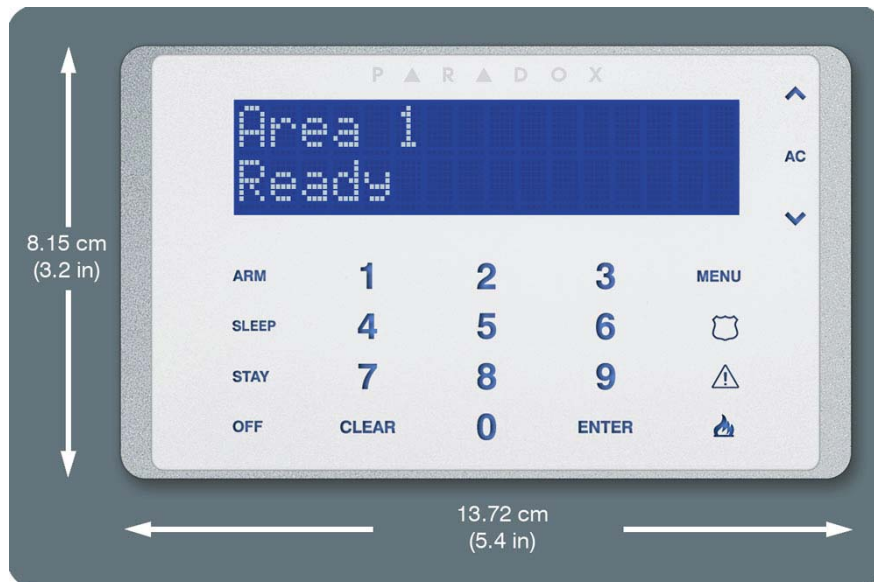 PARADOX
Area 1
Ready
AC
8.15 cm
(3.2 in)
ARM 1 2 3 MENU
SLEEP 4 5 6
STAY 7 8 9
OFF CLEAR 0 ENTER
13.72 cm
(5.4 in)